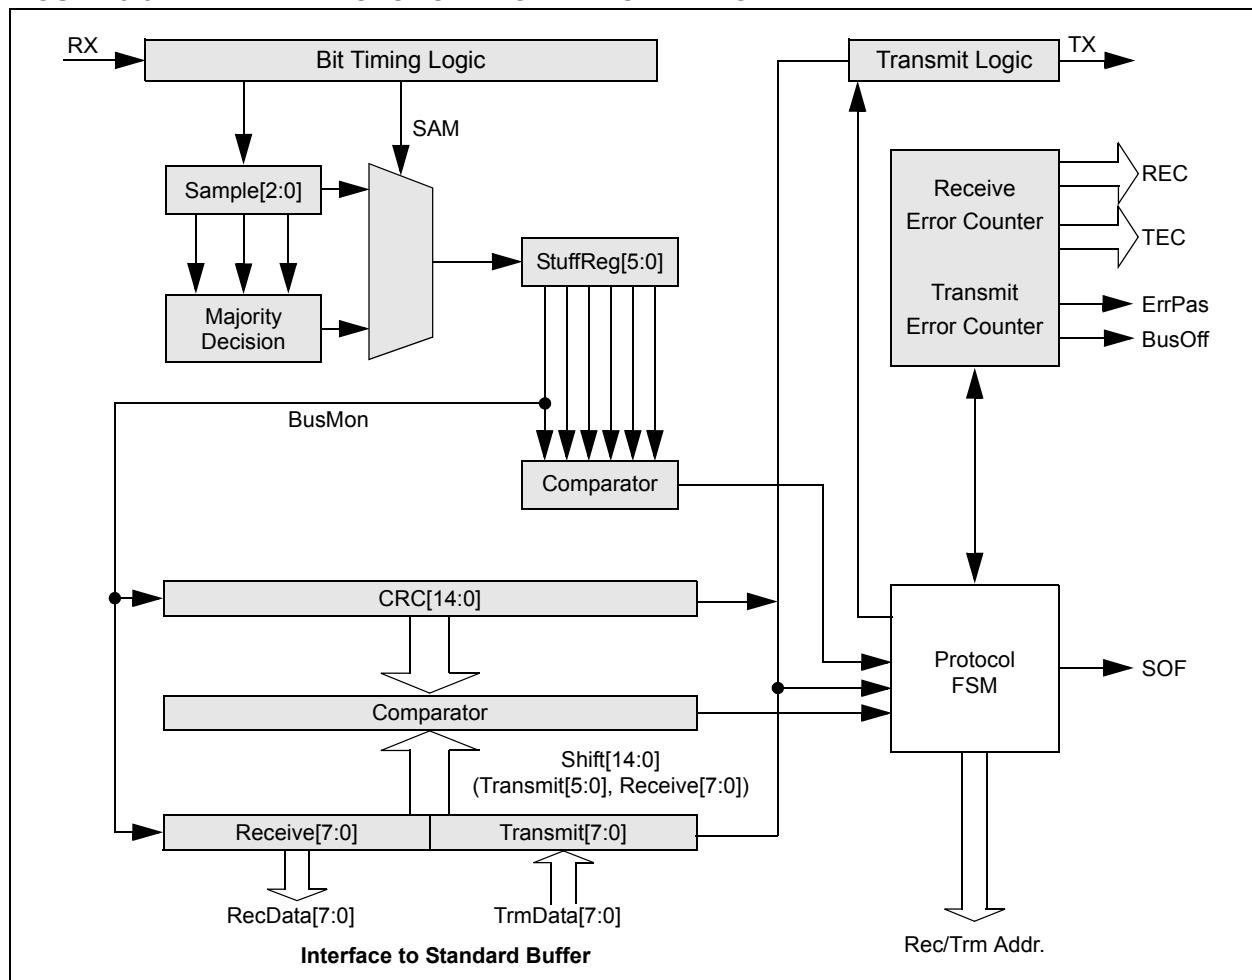 RX
Bit Timing Logic
Transmit Logic
TX
SAM
Sample[2:0]
Receive
Error Counter
REC
TEC
StuffReg[5:0]
Majority
Decision
Transmit
Error Counter
ErrPas
BusOff
BusMon
Comparator
CRC[14:0]
Protocol
FSM
SOF
Comparator
Shift[14:0]
(Transmit[5:0], Receive[7:0])
Receive[7:0]
Transmit[7:0]
RecData[7:0]
TrmData[7:0]
Interface to Standard Buffer
Rec/Trm Addr.